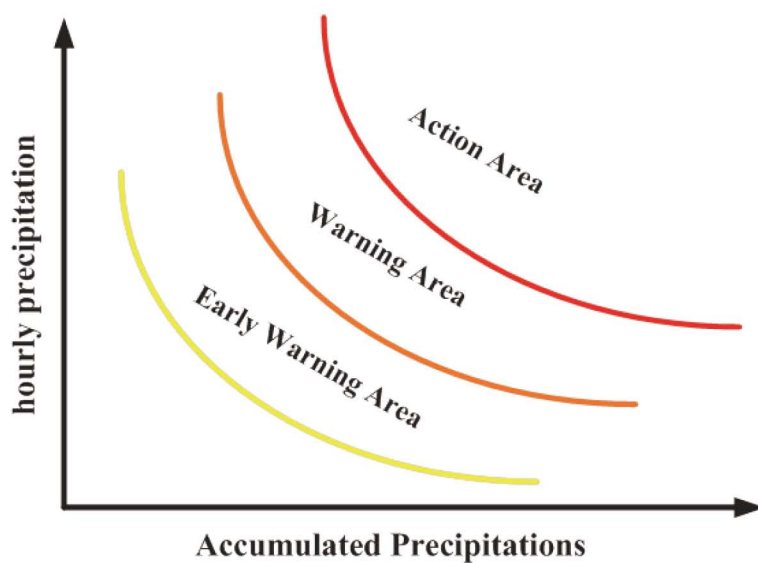 Action Area
Warning Area
Early Warning Area
hourly precipitation
Accumulated Precipitations